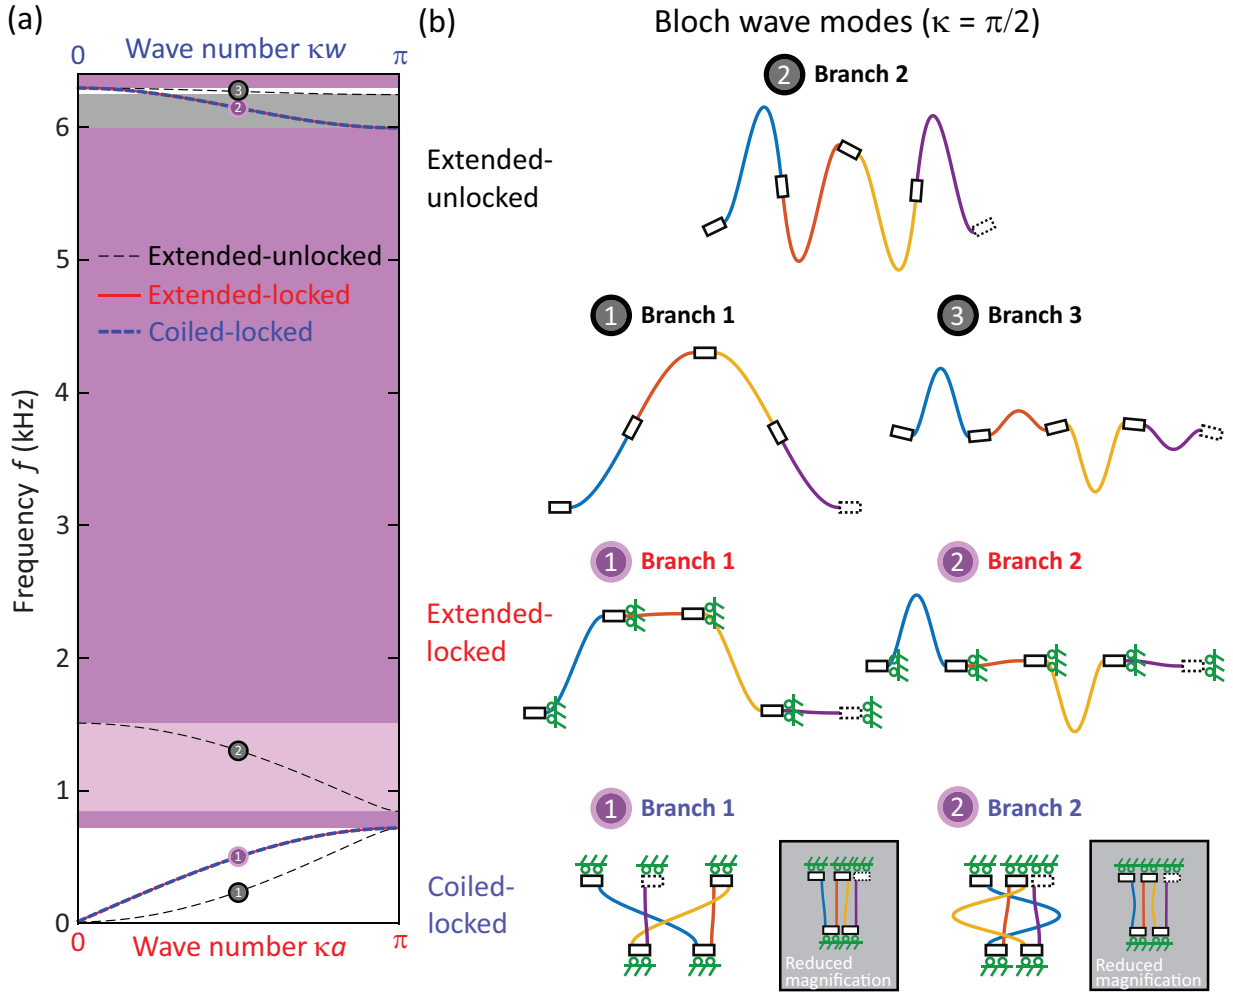 (a)
0 Wave number κw π
3
2
6
5
Extended-unlocked
Extended-locked
Coiled-locked
4
3
2
2
1
1
1
0
0 Wave number κa π
Frequency f (kHz)
(b) Bloch wave modes (κ = π/2)
2 Branch 2
Extended-
unlocked
1 Branch 1
3 Branch 3
1 Branch 1
2 Branch 2
Extended-
locked
1 Branch 1
2 Branch 2
Coiled-
locked
Reduced
magnification
Reduced
magnification